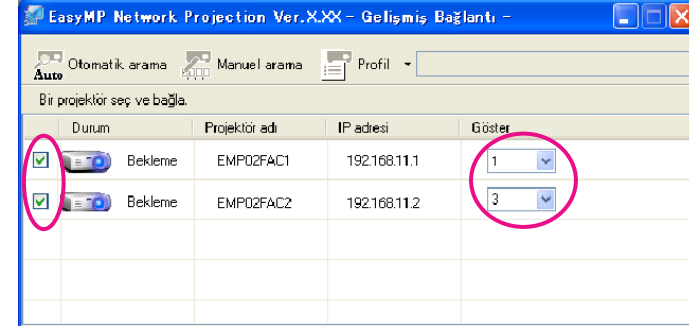 EasyMP Network Projection Ver.X.XX - Gelişmiş Bağlantı -
Auto Otomatik arama Manuel arama Profil
Bir projektör seç ve bağla.
Durum Projektör adı IP adresi Göster
Bekleme EMP02FAC1 192.168.11.1 1
Bekleme EMP02FAC2 192.168.11.2 3